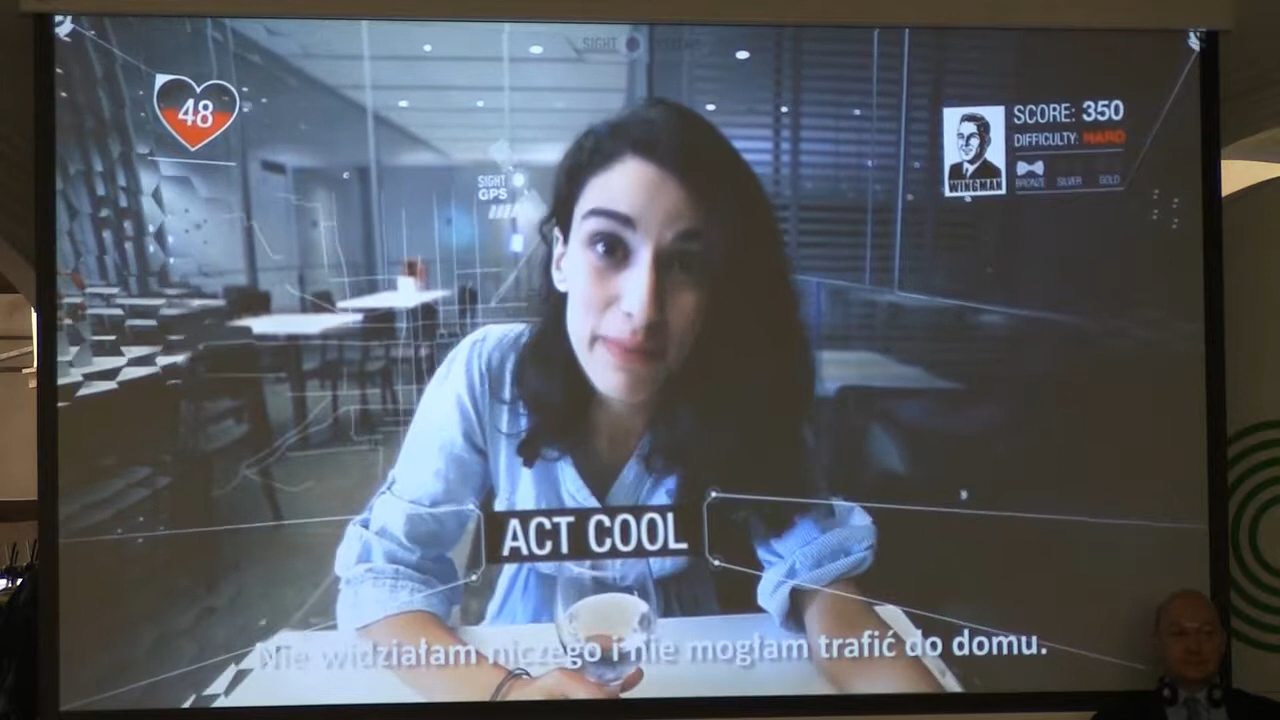 SIGHT
48
SCORE: 350
DIFFICULTY: HARD
WINGMAN
BRONZE SILVER GOLD
SIGHT
GPS
ACT COOL
Nie widziałam niczego i nie mogłam trafić do domu.